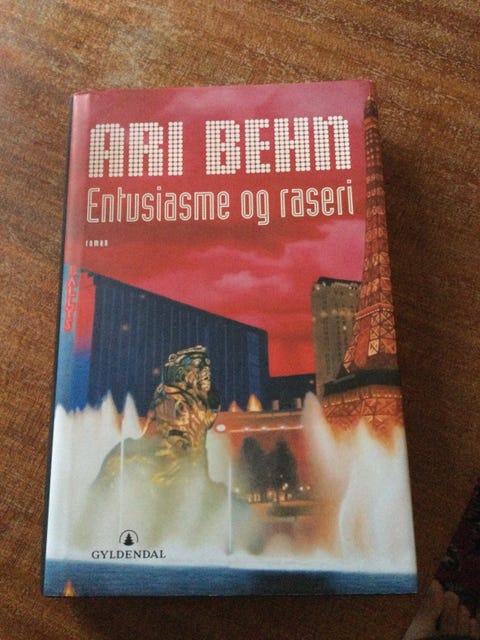 ARI BEHN
Entusiasme og raseri
roman
GYLDENDAL